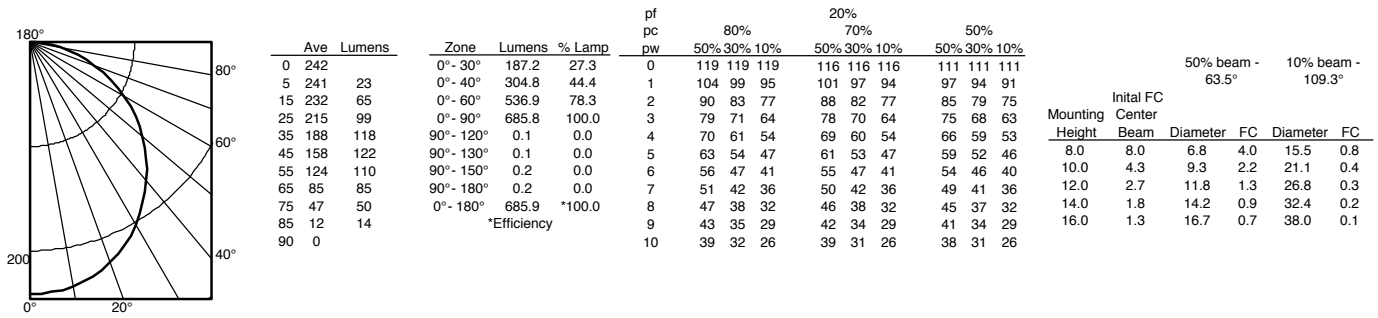 180°
80°
60°
40°
200
0° 20°
Ave Lumens
0 242
5 241 23
15 232 65
25 215 99
35 188 118
45 158 122
55 124 110
65 85 85
75 47 50
85 12 14
90 0
Zone Lumens % Lamp
0°- 30° 187.2 27.3
0°- 40° 304.8 44.4
0°- 60° 536.9 78.3
0°- 90° 685.8 100.0
90°- 120° 0.1 0.0
90°- 130° 0.1 0.0
90°- 150° 0.2 0.0
90°- 180° 0.2 0.0
0°- 180° 685.9 *100.0
*Efficiency
pf 20%
pc 80% 70% 50%
pw 50% 30% 10% 50% 30% 10% 50% 30% 10%
0 119 119 119 116 116 116 111 111 111
1 104 99 95 101 97 94 97 94 91
2 90 83 77 88 82 77 85 79 75
3 79 71 64 78 70 64 75 68 63
4 70 61 54 69 60 54 66 59 53
5 63 54 47 61 53 47 59 52 46
6 56 47 41 55 47 41 54 46 40
7 51 42 36 50 42 36 49 41 36
8 47 38 32 46 38 32 45 37 32
9 43 35 29 42 34 29 41 34 29
10 39 32 26 39 31 26 38 31 26
50% beam - 10% beam -
63.5° 109.3°
Inital FC
Mounting Center
Height Beam Diameter FC Diameter FC
8.0 8.0 6.8 4.0 15.5 0.8
10.0 4.3 9.3 2.2 21.1 0.4
12.0 2.7 11.8 1.3 26.8 0.3
14.0 1.8 14.2 0.9 32.4 0.2
16.0 1.3 16.7 0.7 38.0 0.1